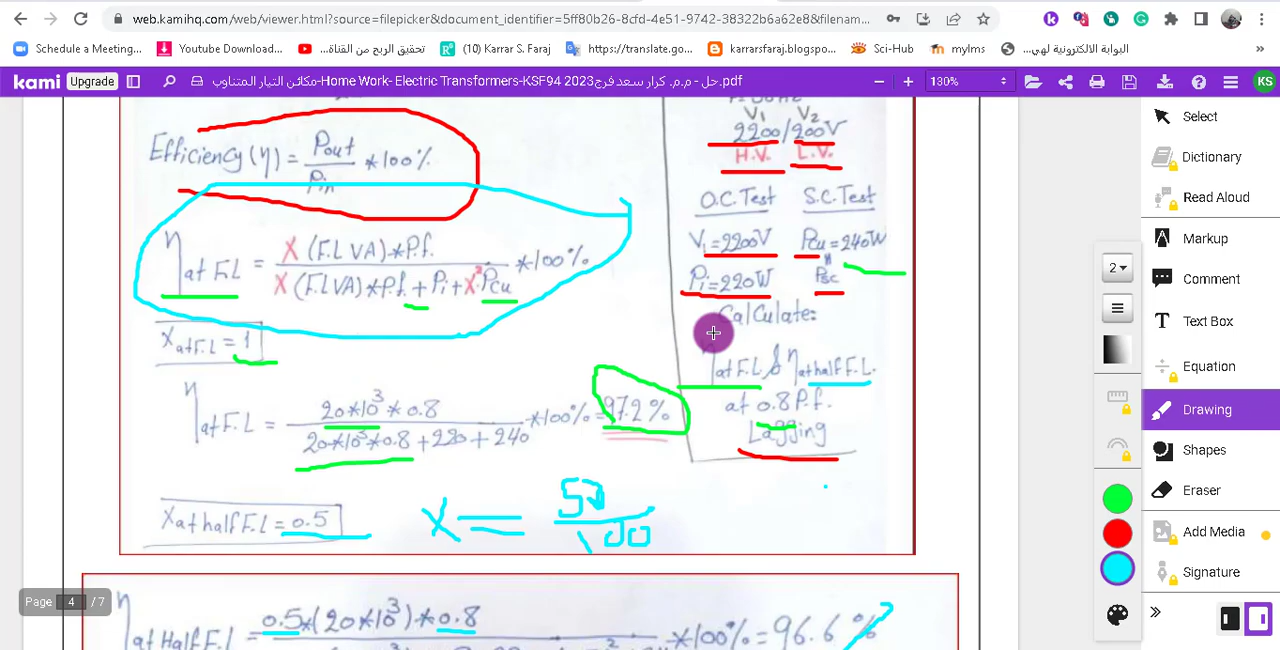 web.kamihq.com/web/viewer.html?source=filepicker&document_identifier=5ff80b26-8cfd-4e51-9742-38322b6a62e8&filenam...
Schedule a Meeting... Youtube Download... تحقيق الربح من القناة... (10) Karrar S. Faraj https://translate.go... karrarsfaraj.blogspo... Sci-Hub mylms البوابة الالكترونية لهي... »
kami Upgrade حل - م.م. كرار سعد فرج-Home Work- Electric Transformers-KSF94 2023مكائن التيار المتناوب.pdf 130% KS
Efficiency(η) = Pout/Pin *100%
η at F.L = X (F.L VA)*P.f. / X (F.L VA)*P.f. + Pi + X².Pcu *100%
X at F.L = 1
η at F.L = 20*10³*0.8 / 20*10³*0.8+220+240 *100% = 97.2%
X at half F.L = 0.5
X = 50/100
V1 V2
2200/200V
H.V. L.V.
O.C.Test S.C.Test
V1=2200V Pcu=240W
Pi=220W Psc
Calculate:
η at F.L & η at half F.L.
at 0.8 P.f.
Lagging
η at Half F.L = 0.5*(20*10³)*0.8 *100% = 96.6%
Page 4 / 7
2
Select
Dictionary
Read Aloud
Markup
Comment
T Text Box
Equation
Drawing
Shapes
Eraser
Add Media
Signature
»